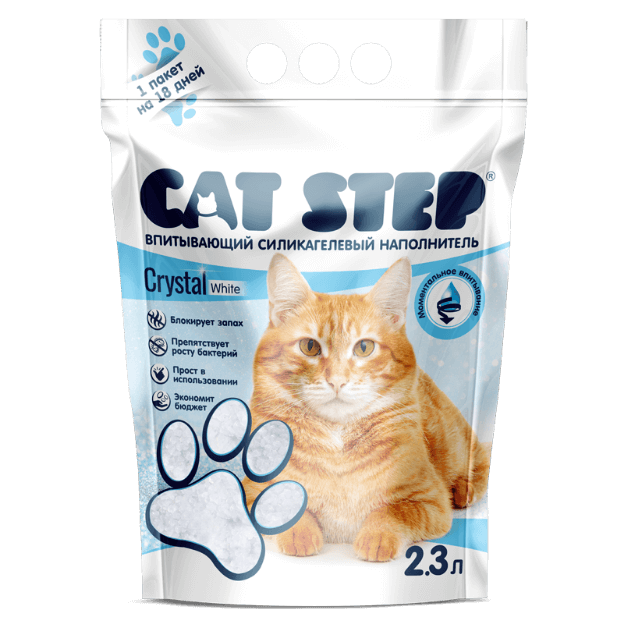 1 пакет
на 18 дней
CAT STEP®
ВПИТЫВАЮЩИЙ СИЛИКАГЕЛЕВЫЙ НАПОЛНИТЕЛЬ
Crystal White
Моментальное впитывание
Блокирует запах
Препятствует
росту бактерий
Прост в
использовании
Экономит
бюджет
2.3 л